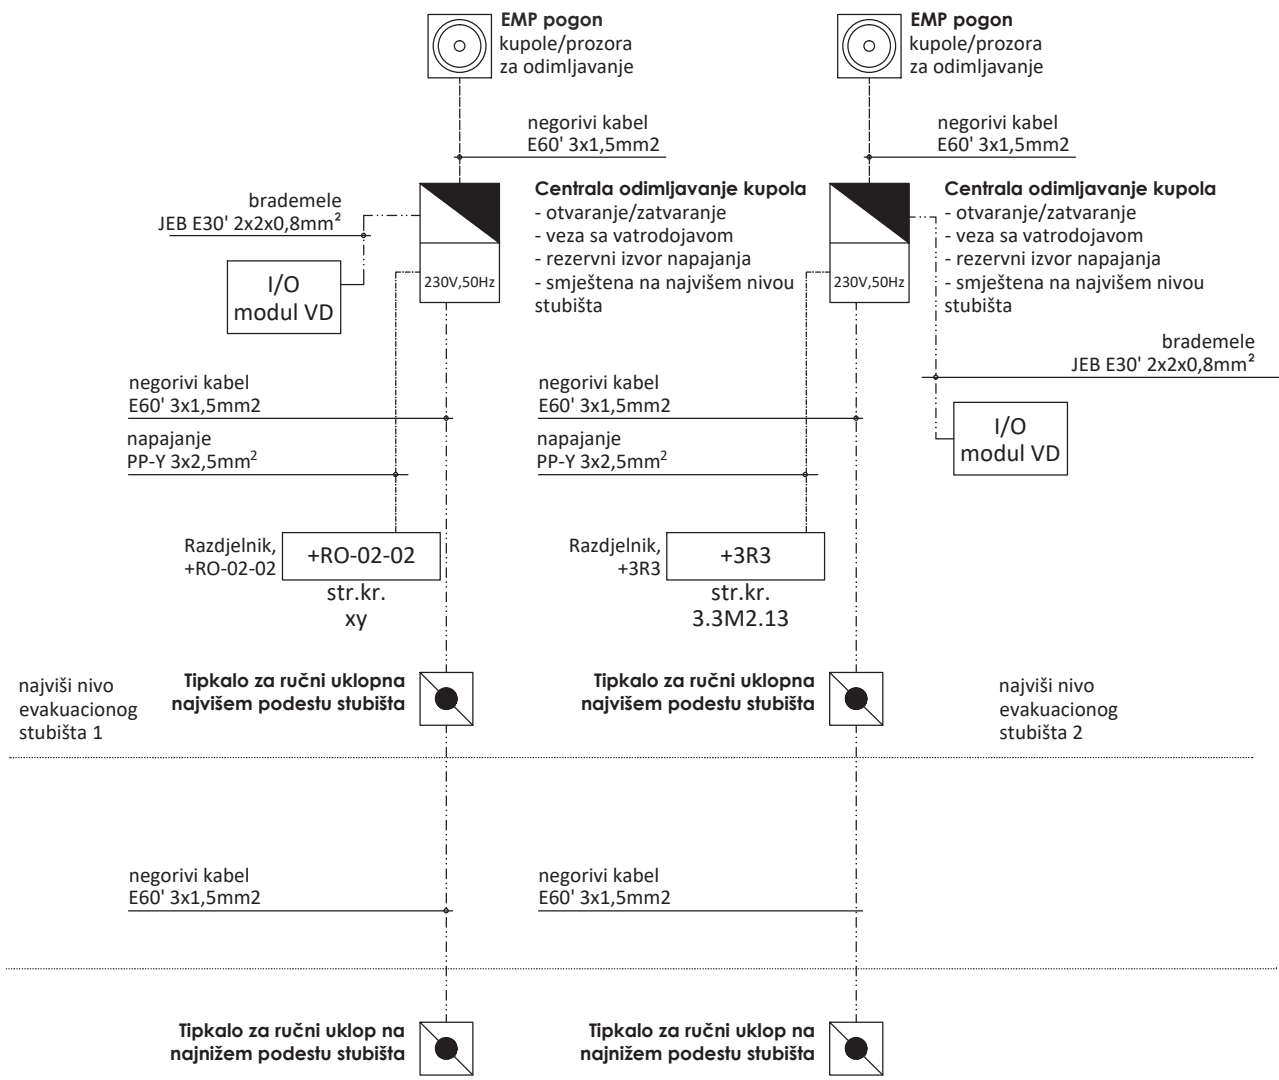 EMP pogon
kupole/prozora
za odimljavanje
EMP pogon
kupole/prozora
za odimljavanje
negorivi kabel
E60' 3x1,5mm2
negorivi kabel
E60' 3x1,5mm2
brademele
JEB E30' 2x2x0,8mm²
I/O
modul VD
230V,50Hz
Centrala odimljavanje kupola
- otvaranje/zatvaranje
- veza sa vatrodojavom
- rezervni izvor napajanja
- smještena na najvišem nivou
stubišta
230V,50Hz
Centrala odimljavanje kupola
- otvaranje/zatvaranje
- veza sa vatrodojavom
- rezervni izvor napajanja
- smještena na najvišem nivou
stubišta
brademele
JEB E30' 2x2x0,8mm²
I/O
modul VD
negorivi kabel
E60' 3x1,5mm2
napajanje
PP-Y 3x2,5mm²
negorivi kabel
E60' 3x1,5mm2
napajanje
PP-Y 3x2,5mm²
Razdjelnik,
+RO-02-02
+RO-02-02
str.kr.
xy
Razdjelnik,
+3R3
+3R3
str.kr.
3.3M2.13
najviši nivo
evakuacionog
stubišta 1
Tipkalo za ručni uklopna
najvišem podestu stubišta
Tipkalo za ručni uklopna
najvišem podestu stubišta
najviši nivo
evakuacionog
stubišta 2
negorivi kabel
E60' 3x1,5mm2
negorivi kabel
E60' 3x1,5mm2
Tipkalo za ručni uklop na
najnižem podestu stubišta
Tipkalo za ručni uklop na
najnižem podestu stubišta